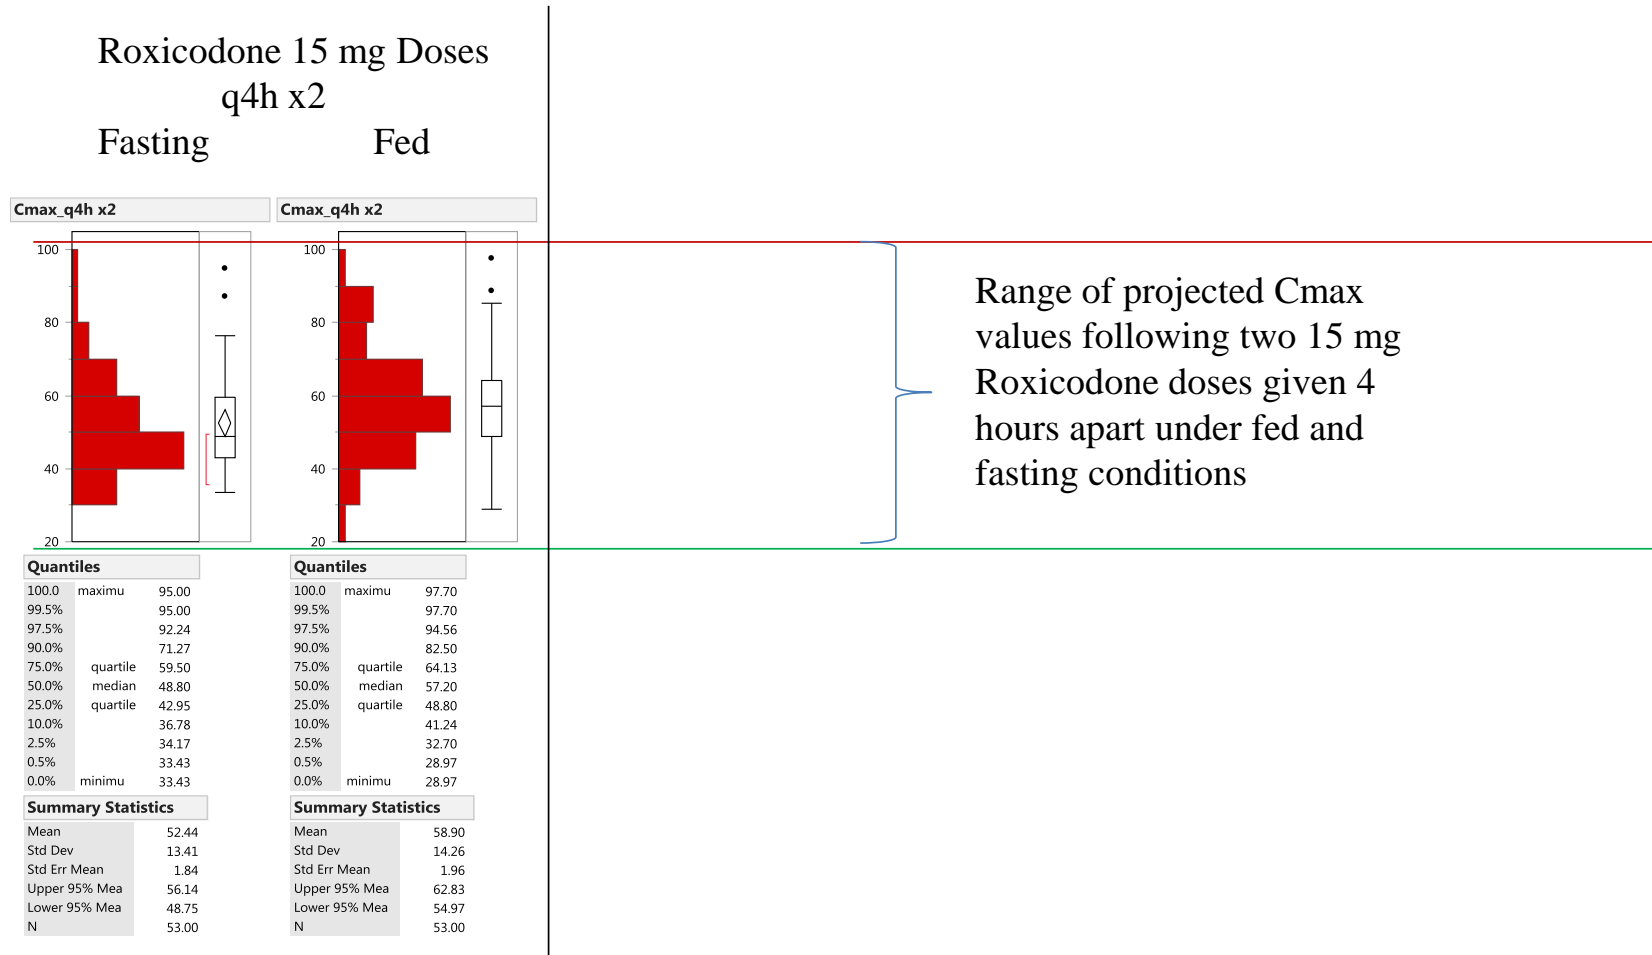 Roxicodone 15 mg Doses
q4h x2
Fasting Fed
Cmax_q4h x2 Cmax_q4h x2
100 100
80 80
60 60
40 40
20 20
Range of projected Cmax
values following two 15 mg
Roxicodone doses given 4
hours apart under fed and
fasting conditions
Quantiles Quantiles
100.0 maximu 95.00 100.0 maximu 97.70
99.5% 95.00 99.5% 97.70
97.5% 92.24 97.5% 94.56
90.0% 71.27 90.0% 82.50
75.0% quartile 59.50 75.0% quartile 64.13
50.0% median 48.80 50.0% median 57.20
25.0% quartile 42.95 25.0% quartile 48.80
10.0% 36.78 10.0% 41.24
2.5% 34.17 2.5% 32.70
0.5% 33.43 0.5% 28.97
0.0% minimu 33.43 0.0% minimu 28.97
Summary Statistics Summary Statistics
Mean 52.44 Mean 58.90
Std Dev 13.41 Std Dev 14.26
Std Err Mean 1.84 Std Err Mean 1.96
Upper 95% Mea 56.14 Upper 95% Mea 62.83
Lower 95% Mea 48.75 Lower 95% Mea 54.97
N 53.00 N 53.00